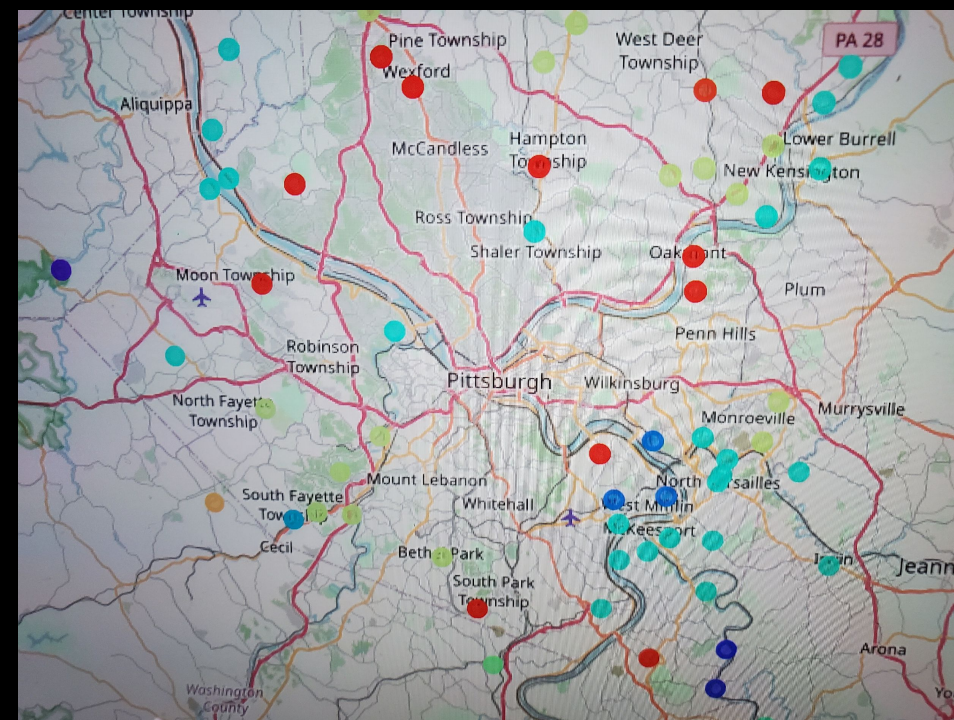 Center Township
Pine Township
Wexford
West Deer
Township
PA 28
Aliquippa
McCandless
Hampton
Township
Lower Burrell
New Kensington
Ross Township
Shaler Township
Oakmont
Moon Township
Plum
Robinson
Township
Penn Hills
Pittsburgh
Wilkinsburg
North Fayette
Township
Monroeville
Murrysville
Mount Lebanon
North Versailles
South Fayette
Township
Whitehall
West Mifflin
McKeesport
Cecil
Bethel Park
Irwin
Jeann
South Park
Township
Arona
Washington
County
Yo